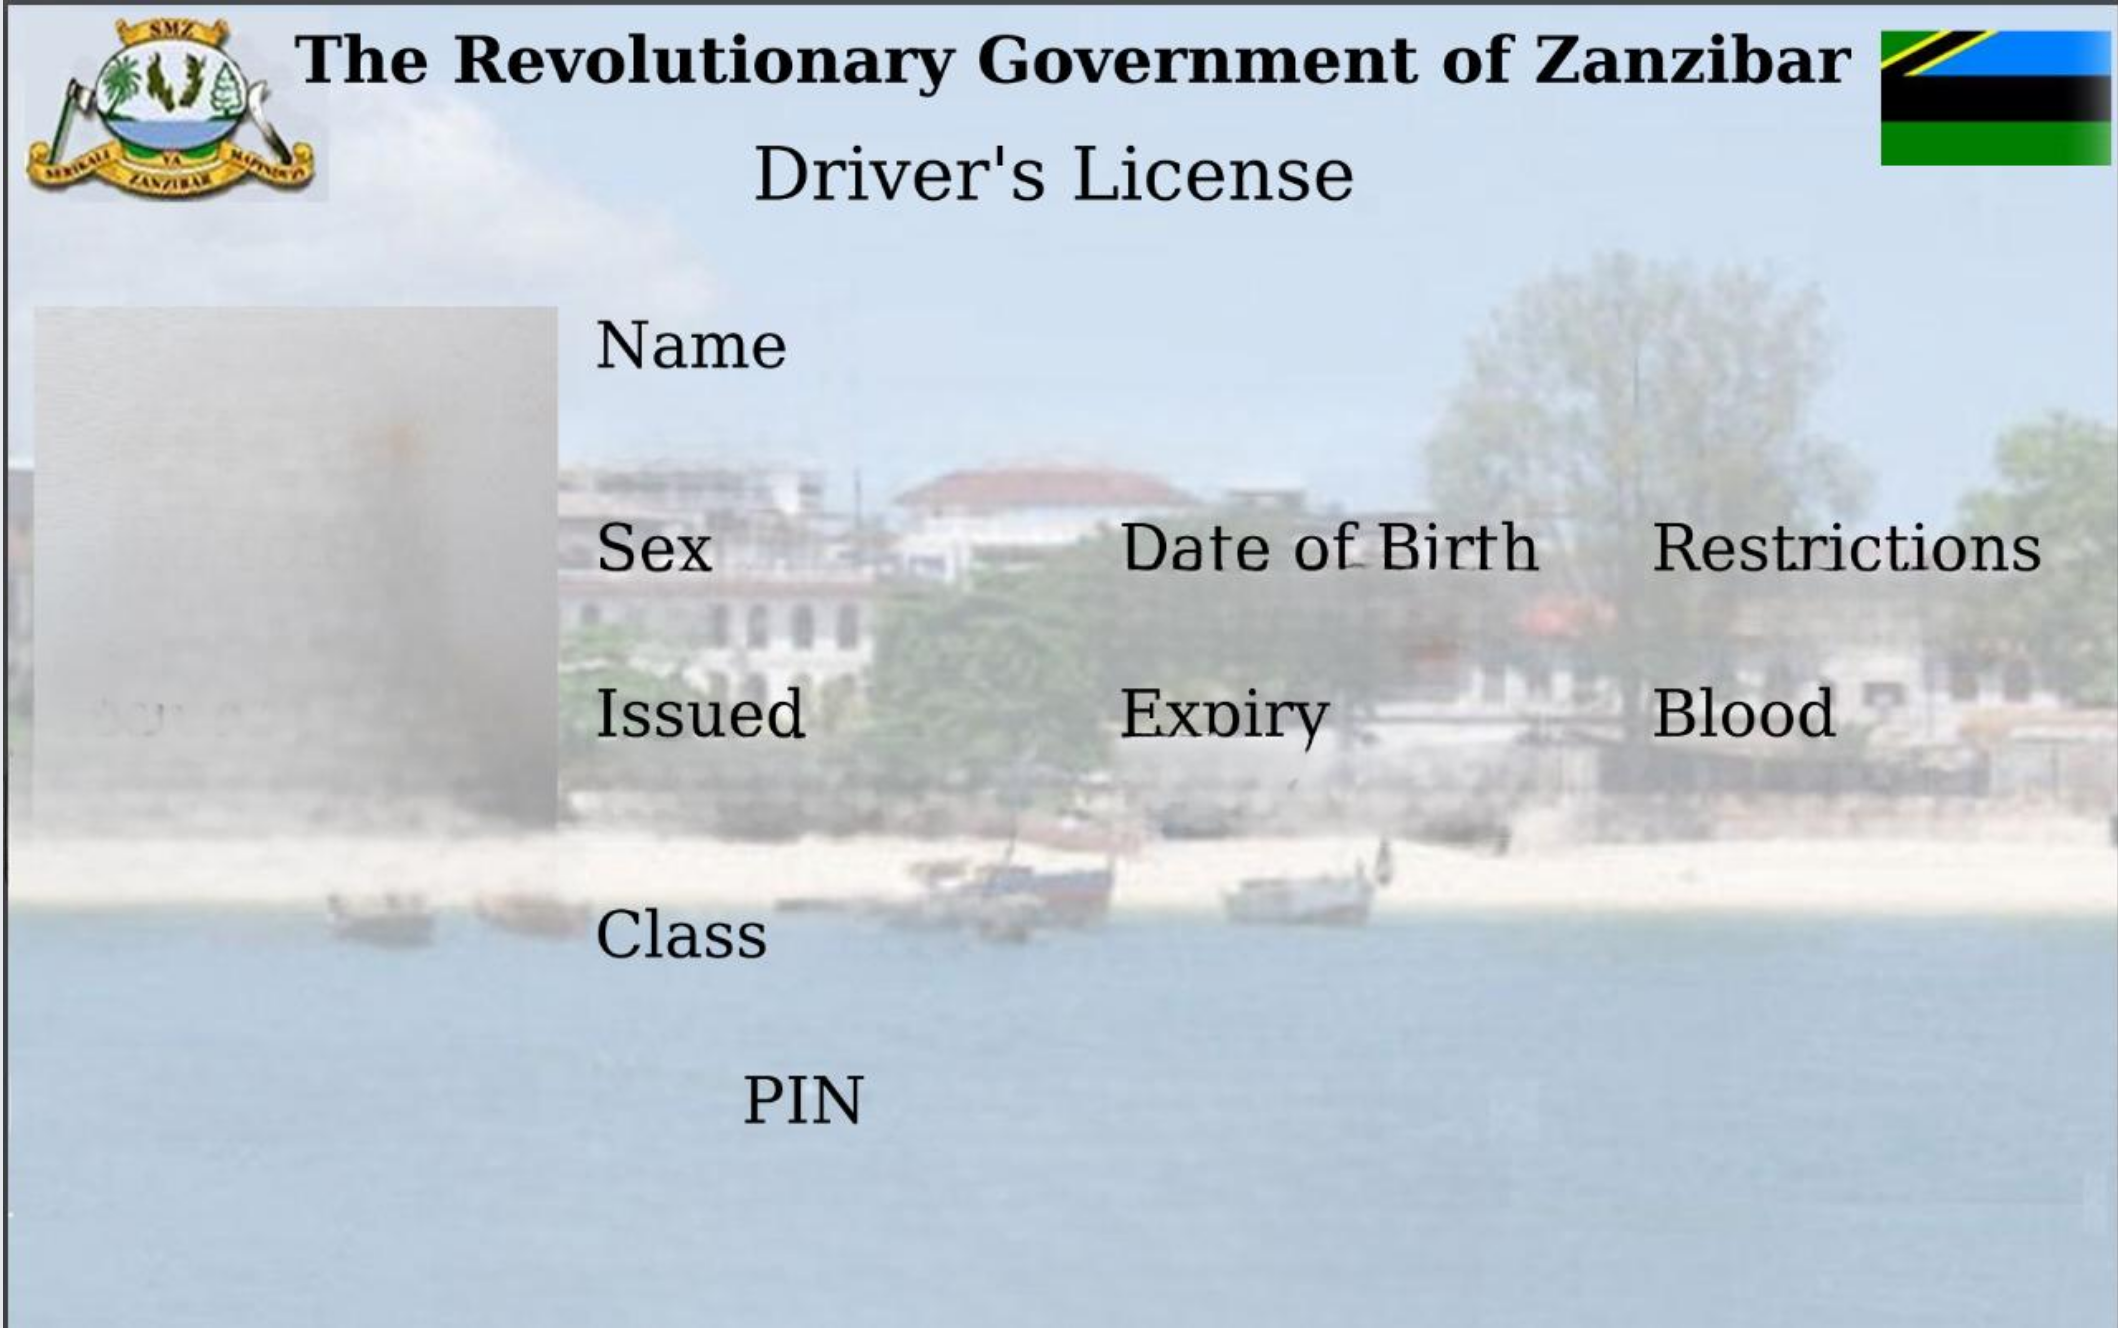 SMZ
SERIKALI YA MAPINDUZI
ZANZIBAR
The Revolutionary Government of Zanzibar
Driver's License
Name
Sex Date of Birth Restrictions
Issued Expiry Blood
Class
PIN